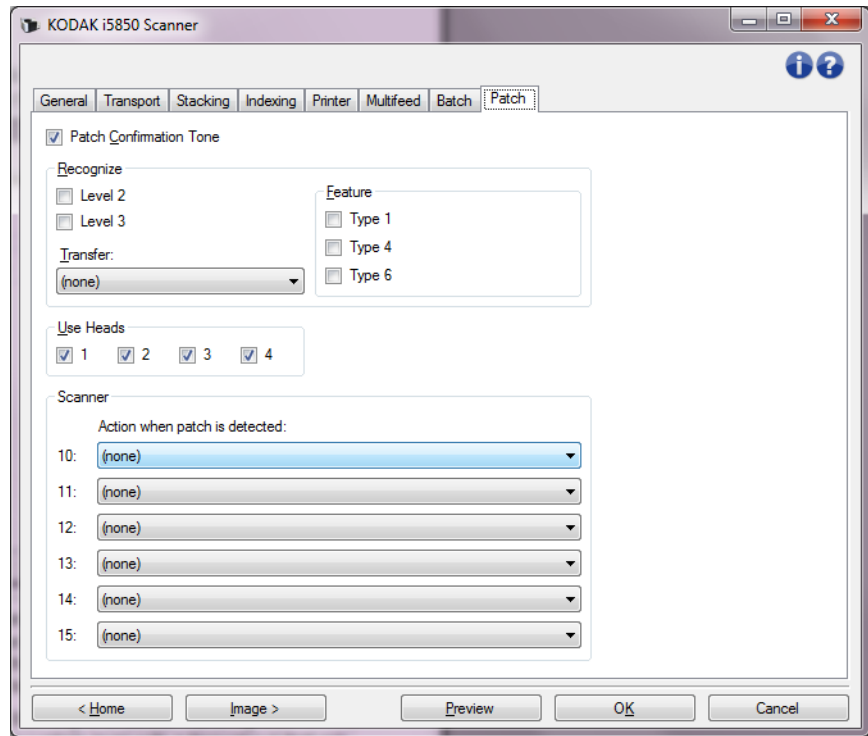 KODAK i5850 Scanner
General Transport Stacking Indexing Printer Multifeed Batch Patch
Patch Confirmation Tone
Recognize
Level 2
Level 3
Transfer:
(none)
Feature
Type 1
Type 4
Type 6
Use Heads
1 2 3 4
Scanner
Action when patch is detected:
10: (none)
11: (none)
12: (none)
13: (none)
14: (none)
15: (none)
< Home Image > Preview OK Cancel